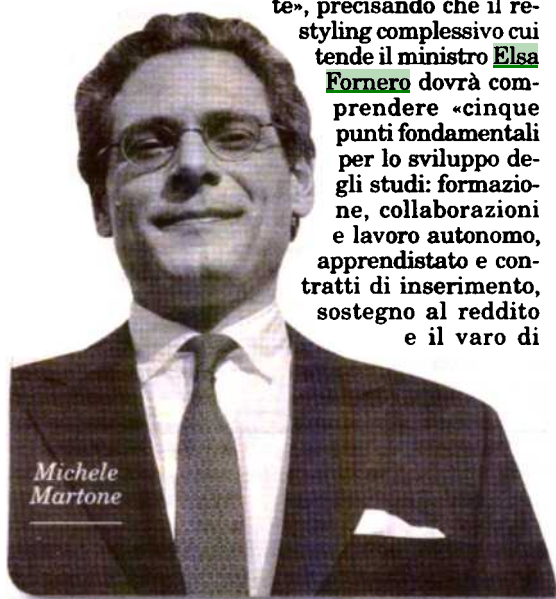 te», precisando che il re-
styling complessivo cui
tende il ministro Elsa
Fornero dovrà com-
prendere «cinque
punti fondamentali
per lo sviluppo de-
gli studi: formazio-
ne, collaborazioni
e lavoro autonomo,
apprendistato e con-
tratti di inserimento,
sostegno al reddito
e il varo di
Michele
Martone